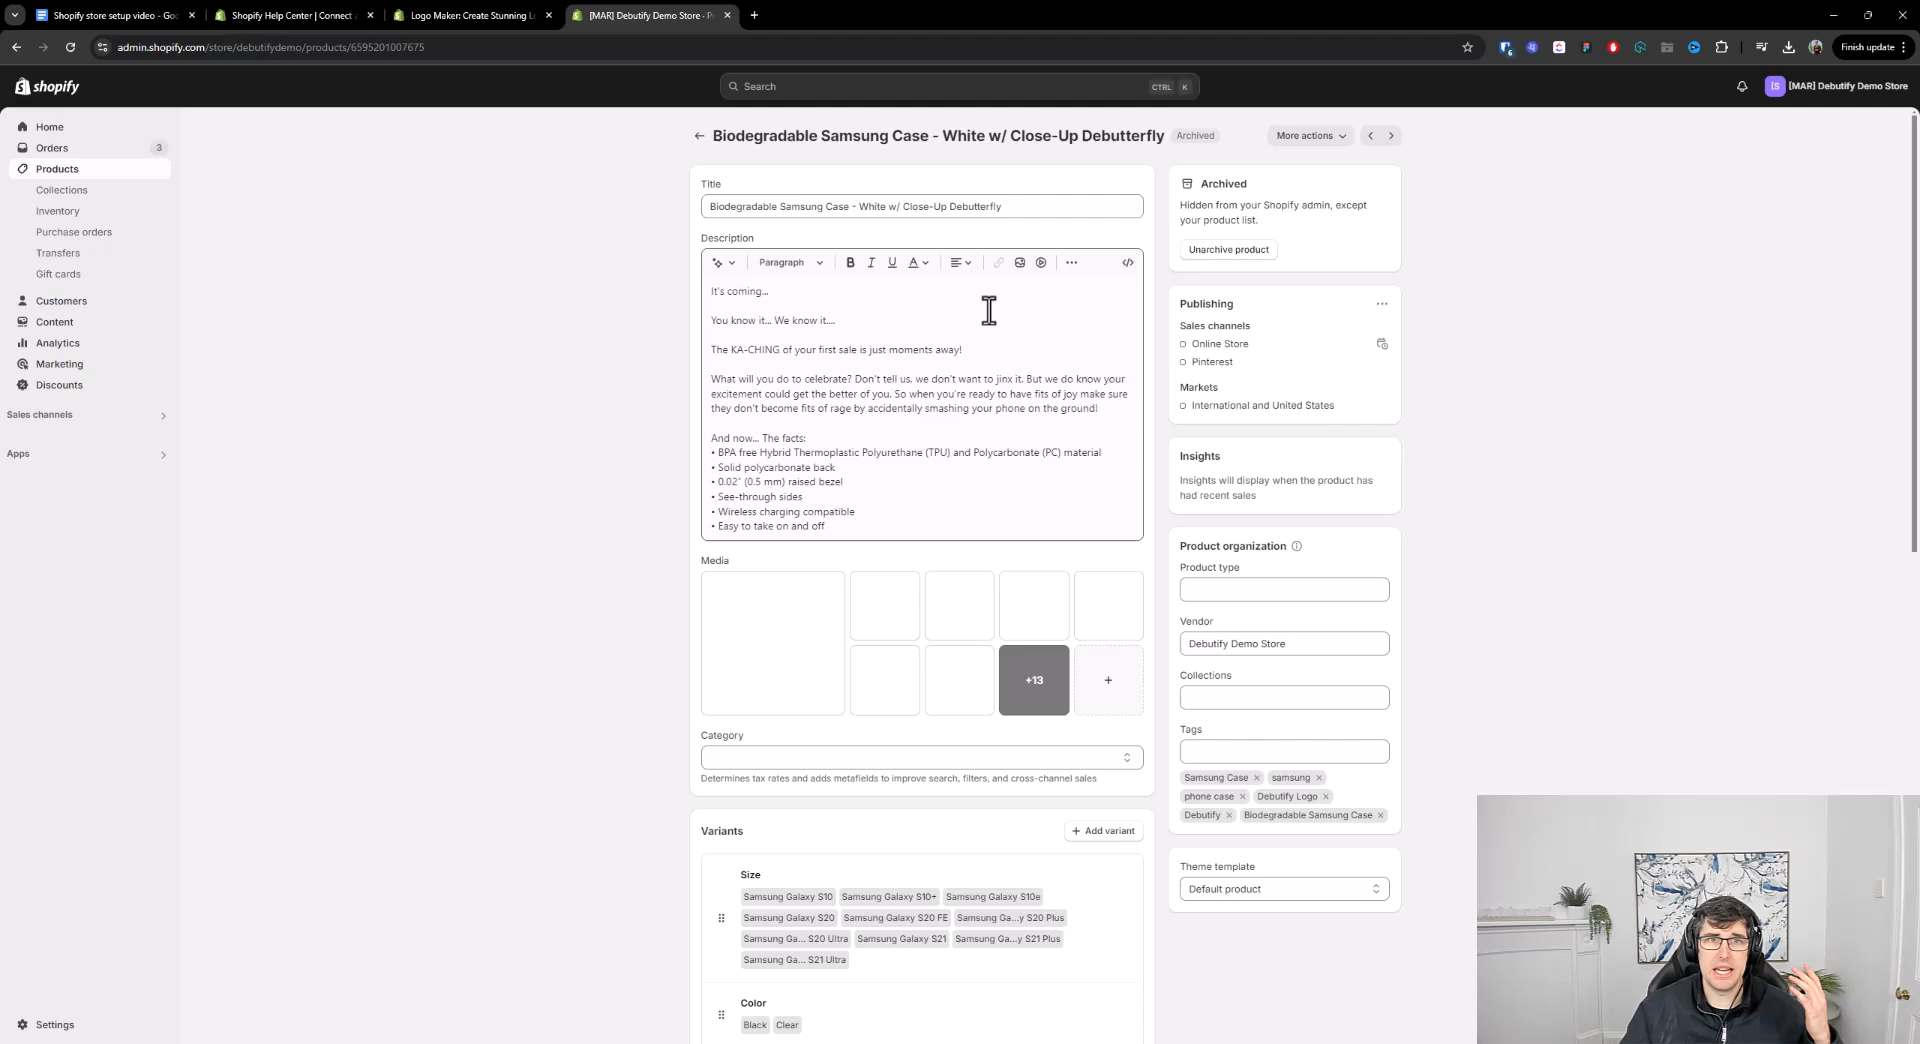 Shopify store setup video - Goo
Shopify Help Center | Connect a
Logo Maker: Create Stunning L
[MAR] Debutify Demo Store · P
admin.shopify.com/store/debutifydemo/products/6595201007675
6
Finish update
shopify
Search
CTRL K
[S
[MAR] Debutify Demo Store
Home
Orders
3
Products
Collections
Inventory
Purchase orders
Transfers
Gift cards
Customers
Content
Analytics
Marketing
Discounts
Sales channels
Apps
Settings
Biodegradable Samsung Case - White w/ Close-Up Debutterfly
Archived
More actions
Title
Biodegradable Samsung Case - White w/ Close-Up Debutterfly
Description
Paragraph
B I U A
It's coming...
You know it... We know it....
The KA-CHING of your first sale is just moments away!
What will you do to celebrate? Don't tell us, we don't want to jinx it. But we do know your
excitement could get the better of you. So when you're ready to have fits of joy make sure
they don't become fits of rage by accidentally smashing your phone on the ground!
And now... The facts:
• BPA free Hybrid Thermoplastic Polyurethane (TPU) and Polycarbonate (PC) material
• Solid polycarbonate back
• 0.02″ (0.5 mm) raised bezel
• See-through sides
• Wireless charging compatible
• Easy to take on and off
Media
+13
Category
Determines tax rates and adds metafields to improve search, filters, and cross-channel sales
Variants
Add variant
Size
Samsung Galaxy S10
Samsung Galaxy S10+
Samsung Galaxy S10e
Samsung Galaxy S20
Samsung Galaxy S20 FE
Samsung Ga...y S20 Plus
Samsung Ga... S20 Ultra
Samsung Galaxy S21
Samsung Ga...y S21 Plus
Samsung Ga... S21 Ultra
Color
Black
Clear
Archived
Hidden from your Shopify admin, except
your product list.
Unarchive product
Publishing
Sales channels
Online Store
Pinterest
Markets
International and United States
Insights
Insights will display when the product has
had recent sales
Product organization
Product type
Vendor
Debutify Demo Store
Collections
Tags
Samsung Case
samsung
phone case
Debutify Logo
Debutify
Biodegradable Samsung Case
Theme template
Default product